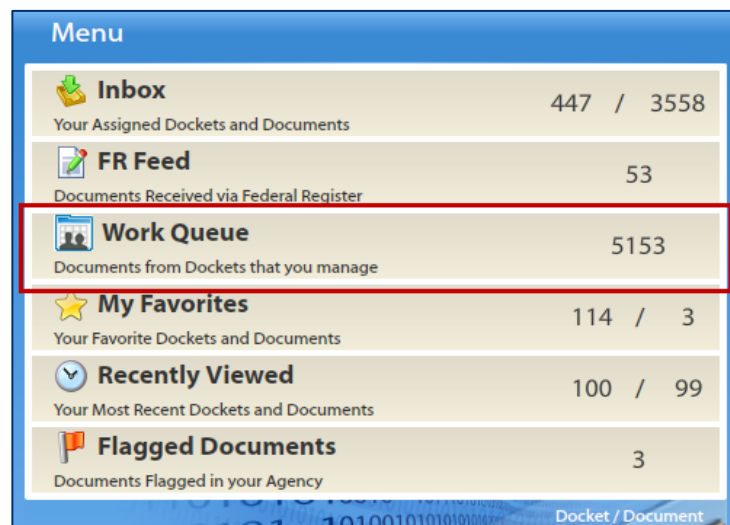 Menu
Inbox
447 / 3558
Your Assigned Dockets and Documents
FR Feed
53
Documents Received via Federal Register
Work Queue
5153
Documents from Dockets that you manage
My Favorites
114 / 3
Your Favorite Dockets and Documents
Recently Viewed
100 / 99
Your Most Recent Dockets and Documents
Flagged Documents
3
Documents Flagged in your Agency
Docket / Document